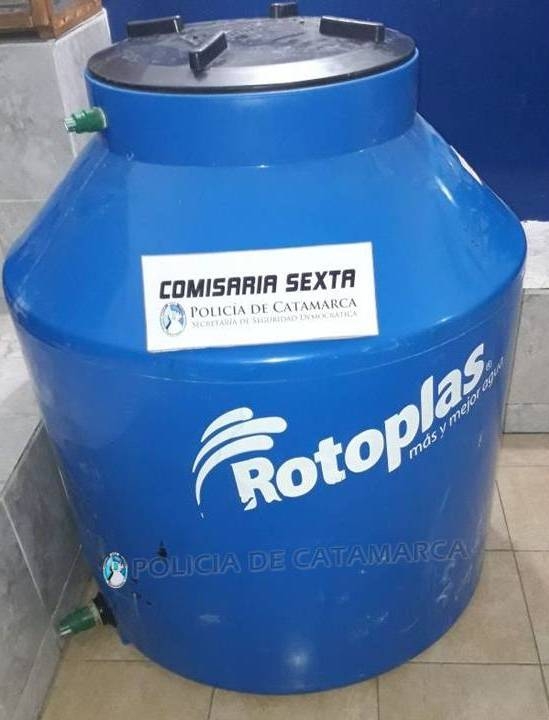 COMISARIA SEXTA
POLICÍA DE CATAMARCA
SECRETARÍA DE SEGURIDAD DEMOCRÁTICA
Rotoplas®
más y mejor agua
POLICIA DE CATAMARCA